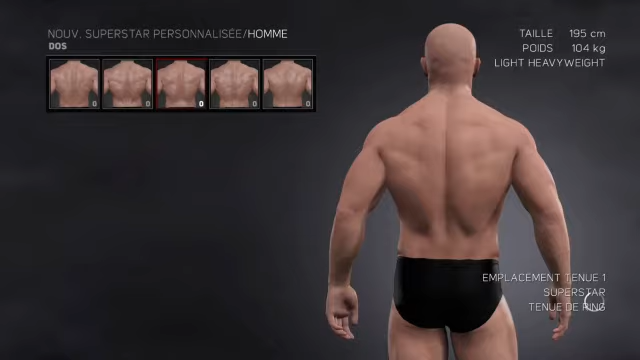 NOUV. SUPERSTAR PERSONNALISÉE/HOMME
DOS
0 0 0 0 0
TAILLE 195 cm
POIDS 104 kg
LIGHT HEAVYWEIGHT
EMPLACEMENT TENUE 1
SUPERSTAR
TENUE DE RING